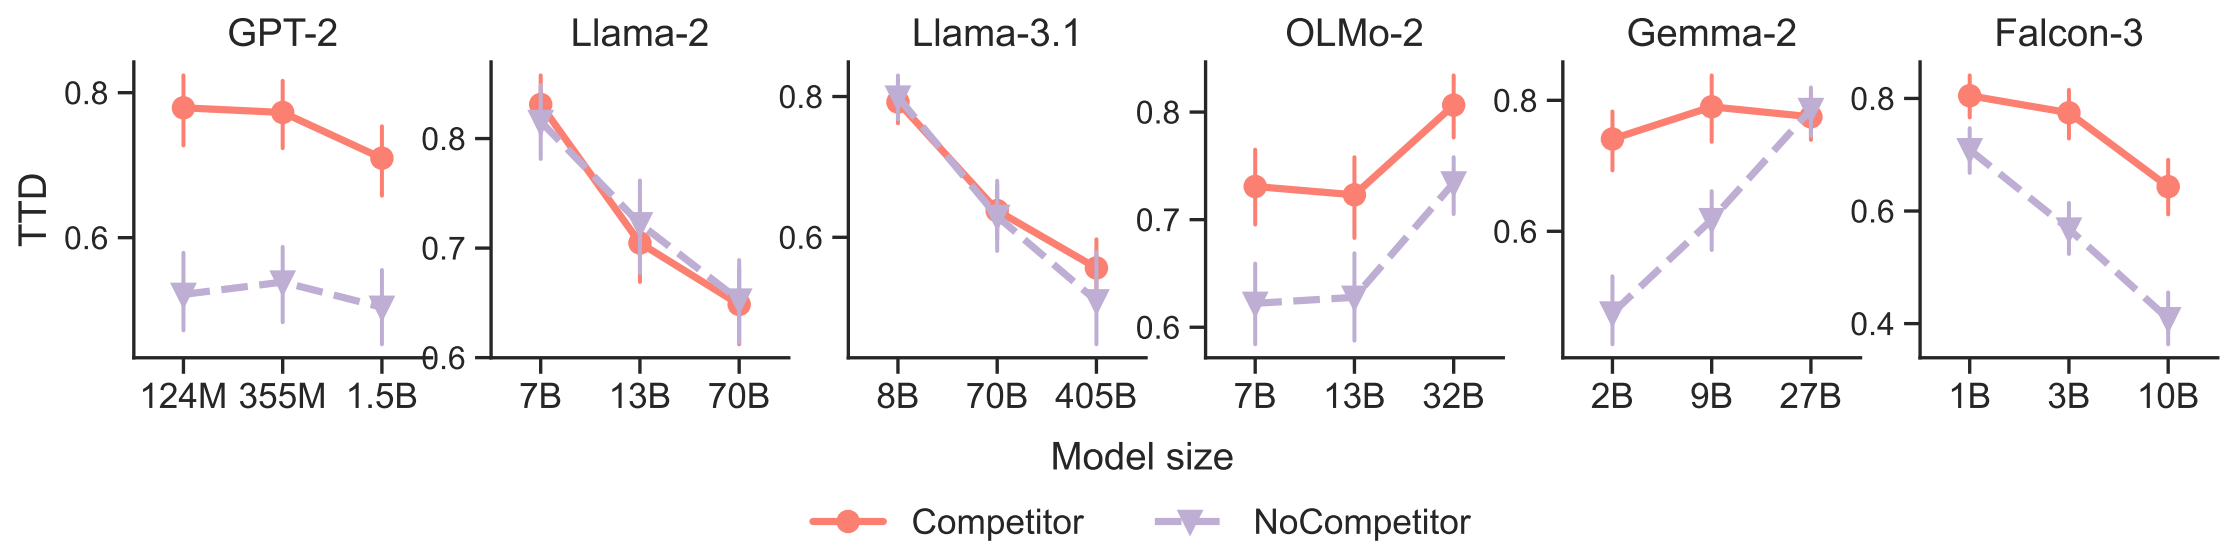 GPT-2 Llama-2 Llama-3.1 OLMo-2 Gemma-2 Falcon-3
TTD
0.8
0.6
124M 355M 1.5B
0.8
0.7
0.6
7B 13B 70B
0.8
0.6
8B 70B 405B
0.8
0.7
0.6
7B 13B 32B
0.8
0.6
2B 9B 27B
0.8
0.6
0.4
1B 3B 10B
Model size
Competitor NoCompetitor